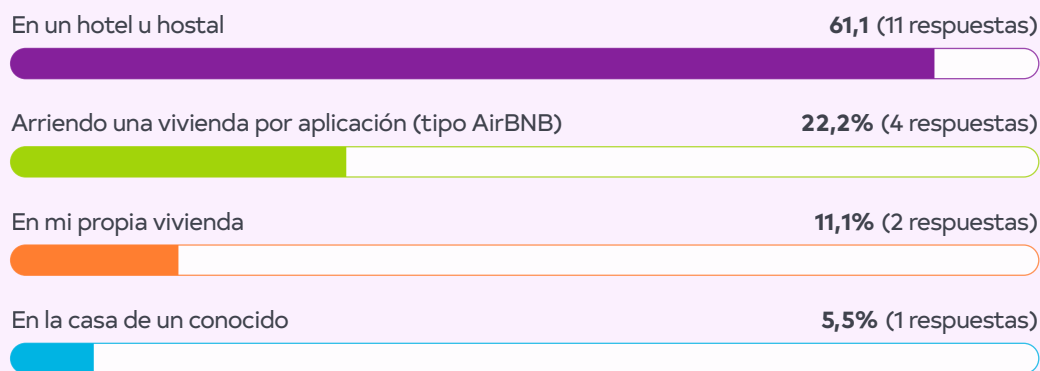 En un hotel u hostal 61,1 (11 respuestas)
Arriendo una vivienda por aplicación (tipo AirBNB) 22,2% (4 respuestas)
En mi propia vivienda 11,1% (2 respuestas)
En la casa de un conocido 5,5% (1 respuestas)